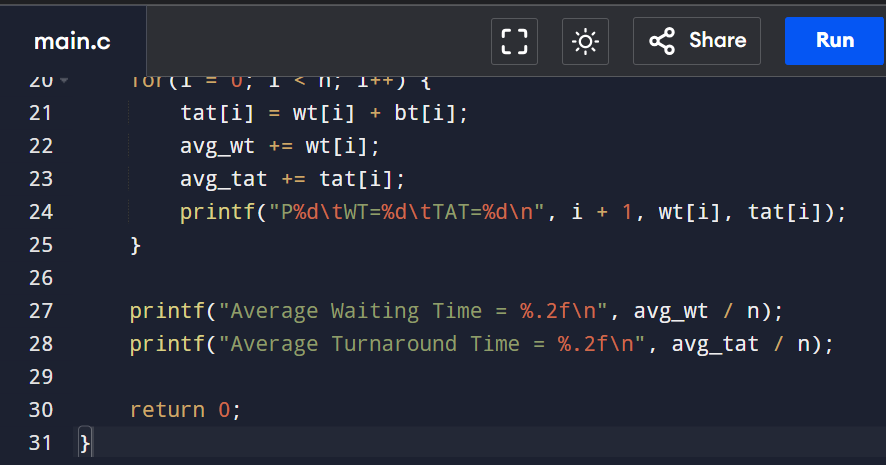 main.c
Share
Run
20 for(i = 0; i < n; i++) {
21 tat[i] = wt[i] + bt[i];
22 avg_wt += wt[i];
23 avg_tat += tat[i];
24 printf("P%d\tWT=%d\tTAT=%d\n", i + 1, wt[i], tat[i]);
25 }
26
27 printf("Average Waiting Time = %.2f\n", avg_wt / n);
28 printf("Average Turnaround Time = %.2f\n", avg_tat / n);
29
30 return 0;
31 }